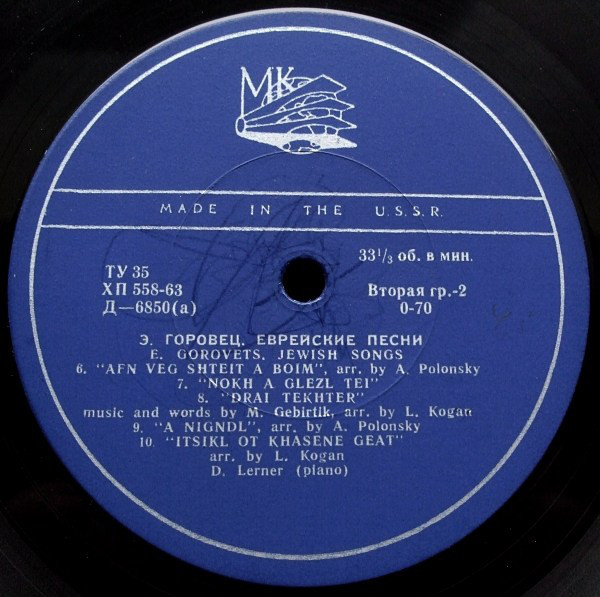 МК
MADE IN THE U.S.S.R.
ТУ 35
ХП 558-63
Д—6850(а)
33⅓ об. в мин.
Вторая гр.-2
0-70
Э. ГОРОВЕЦ. ЕВРЕЙСКИЕ ПЕСНИ
E. GOROVETS. JEWISH SONGS
6. "AFN VEG SHTEIT A BOIM", arr. by A. Polonsky
7. "NOKH A GLEZL TEI"
8. "DRAI TEKHTER"
music and words by M. Gebirtik, arr. by L. Kogan
9. "A NIGNDL", arr. by A. Polonsky
10. "ITSIKL OT KHASENE GEAT"
arr. by L. Kogan
D. Lerner (piano)